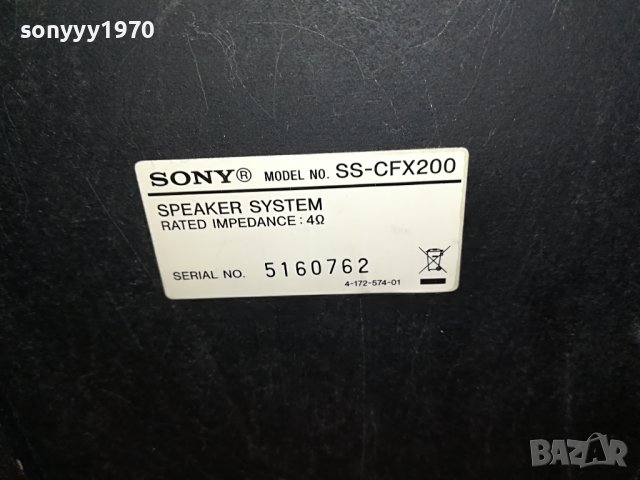 sonyyy1970
SONY® MODEL NO. SS-CFX200
SPEAKER SYSTEM
RATED IMPEDANCE: 4Ω
SERIAL NO. 5160762
4-172-574-01
BAZAR